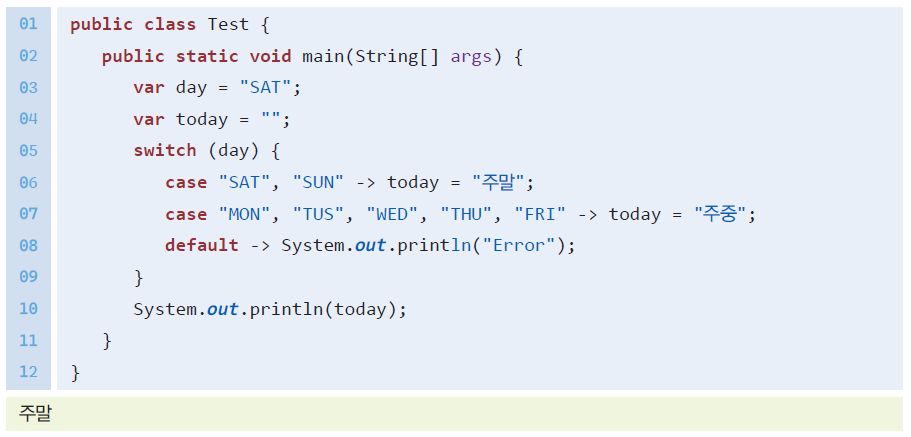 01 public class Test {
02 public static void main(String[] args) {
03 var day = "SAT";
04 var today = "";
05 switch (day) {
06 case "SAT", "SUN" -> today = "주말";
07 case "MON", "TUS", "WED", "THU", "FRI" -> today = "주중";
08 default -> System.out.println("Error");
09 }
10 System.out.println(today);
11 }
12 }
주말